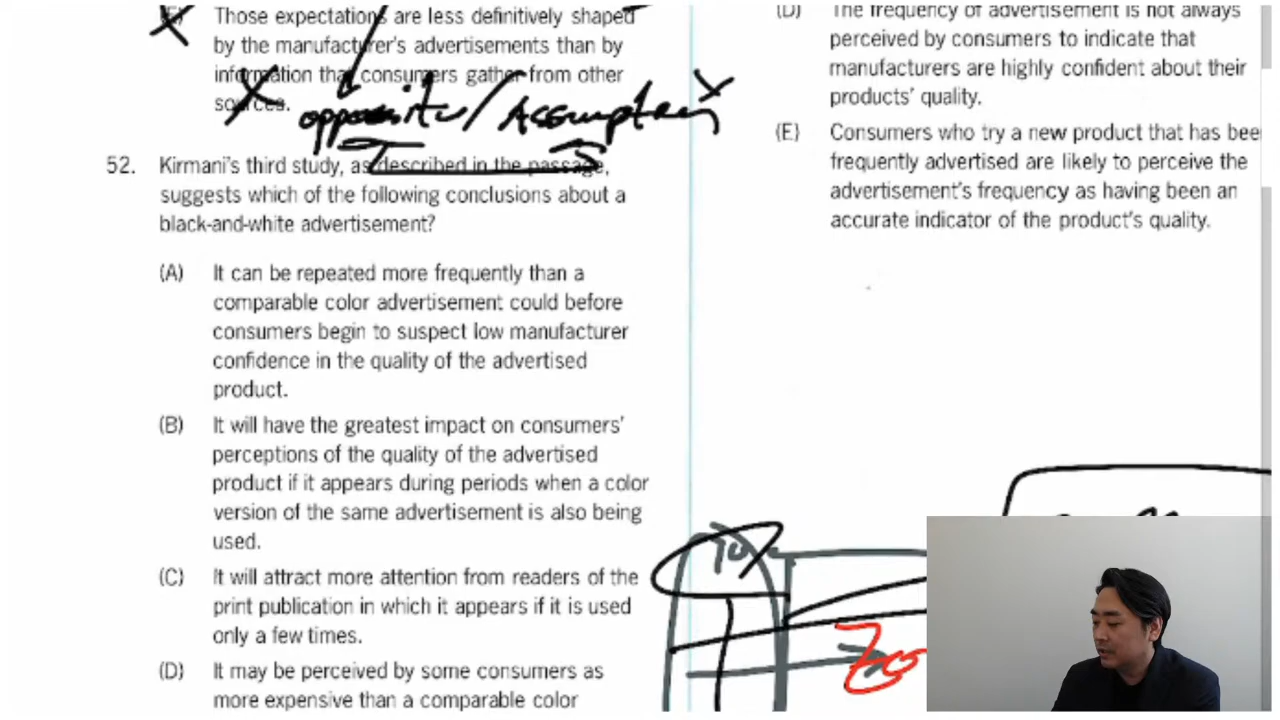 Those expectations are less definitively shaped
by the manufacturer's advertisements than by
information that consumers gather from other
sources.
opposite / Assumption
52. Kirmani's third study, as described in the passage,
suggests which of the following conclusions about a
black-and-white advertisement?
(A) It can be repeated more frequently than a
comparable color advertisement could before
consumers begin to suspect low manufacturer
confidence in the quality of the advertised
product.
(B) It will have the greatest impact on consumers'
perceptions of the quality of the advertised
product if it appears during periods when a color
version of the same advertisement is also being
used.
(C) It will attract more attention from readers of the
print publication in which it appears if it is used
only a few times.
(D) It may be perceived by some consumers as
more expensive than a comparable color
(D) The frequency of advertisement is not always
perceived by consumers to indicate that
manufacturers are highly confident about their
products' quality.
(E) Consumers who try a new product that has bee
frequently advertised are likely to perceive the
advertisement's frequency as having been an
accurate indicator of the product's quality.